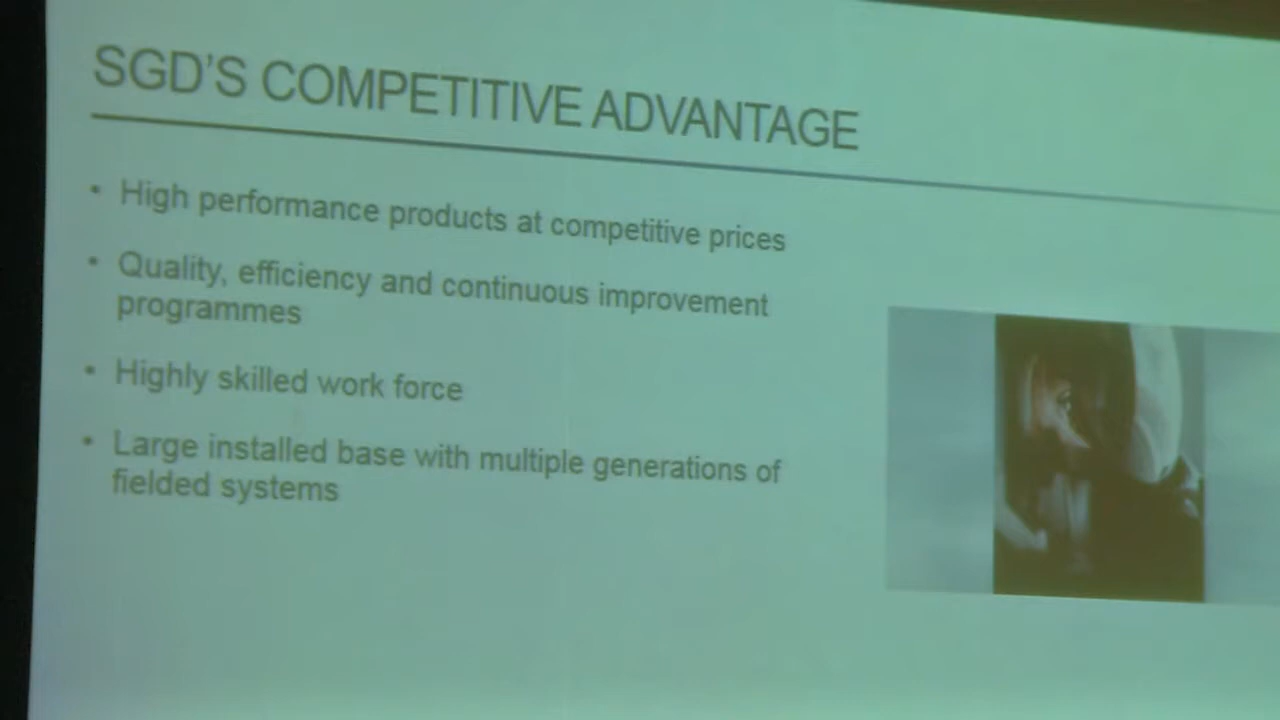 SGD'S COMPETITIVE ADVANTAGE
• High performance products at competitive prices
• Quality, efficiency and continuous improvement
programmes
• Highly skilled work force
• Large installed base with multiple generations of
fielded systems